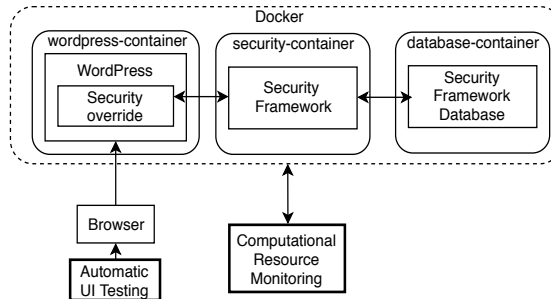 Docker
wordpress-container
security-container
database-container
WordPress
Security
override
Security
Framework
Security
Framework
Database
Browser
Automatic
UI Testing
Computational
Resource
Monitoring